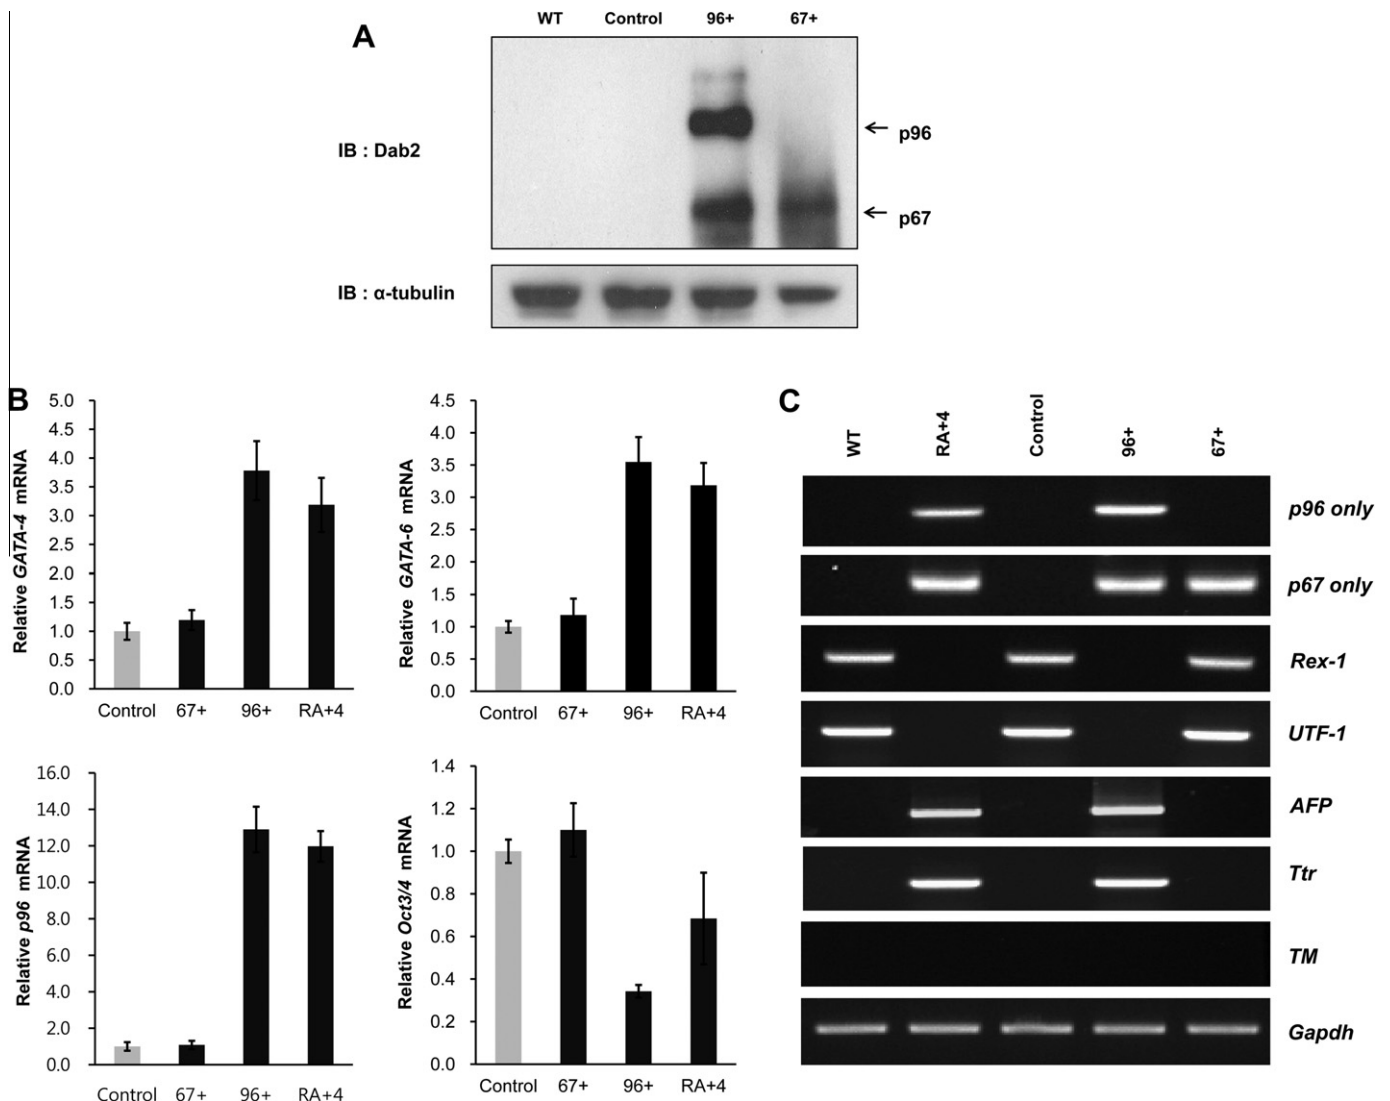 A
WT Control 96+ 67+
IB : Dab2
p96
p67
IB : α-tubulin
B
Relative GATA-4 mRNA
5.0
4.5
4.0
3.5
3.0
2.5
2.0
1.5
1.0
0.5
0.0
Control 67+ 96+ RA+4
Relative GATA-6 mRNA
4.5
4.0
3.5
3.0
2.5
2.0
1.5
1.0
0.5
0.0
Control 67+ 96+ RA+4
Relative p96 mRNA
16.0
14.0
12.0
10.0
8.0
6.0
4.0
2.0
0.0
Control 67+ 96+ RA+4
Relative Oct3/4 mRNA
1.4
1.2
1.0
0.8
0.6
0.4
0.2
0.0
Control 67+ 96+ RA+4
C
WT RA+4 Control 96+ 67+
p96 only
p67 only
Rex-1
UTF-1
AFP
Ttr
TM
Gapdh